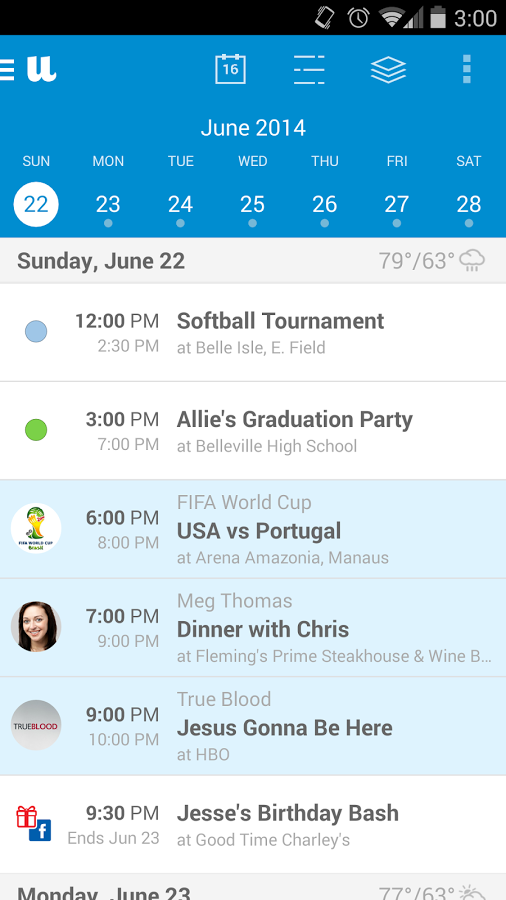 3:00
u
16
June 2014
SUN MON TUE WED THU FRI SAT
22 23 24 25 26 27 28
Sunday, June 22 79°/63°
12:00 PM Softball Tournament
2:30 PM at Belle Isle, E. Field
3:00 PM Allie's Graduation Party
7:00 PM at Belleville High School
FIFA World Cup
6:00 PM USA vs Portugal
FIFA WORLD CUP
Brasil
8:00 PM at Arena Amazonia, Manaus
Meg Thomas
7:00 PM Dinner with Chris
9:00 PM at Fleming's Prime Steakhouse & Wine B...
True Blood
9:00 PM Jesus Gonna Be Here
TRUEBLOOD
10:00 PM at HBO
9:30 PM Jesse's Birthday Bash
f
Ends Jun 23 at Good Time Charley's
Monday, June 23 77°/63°